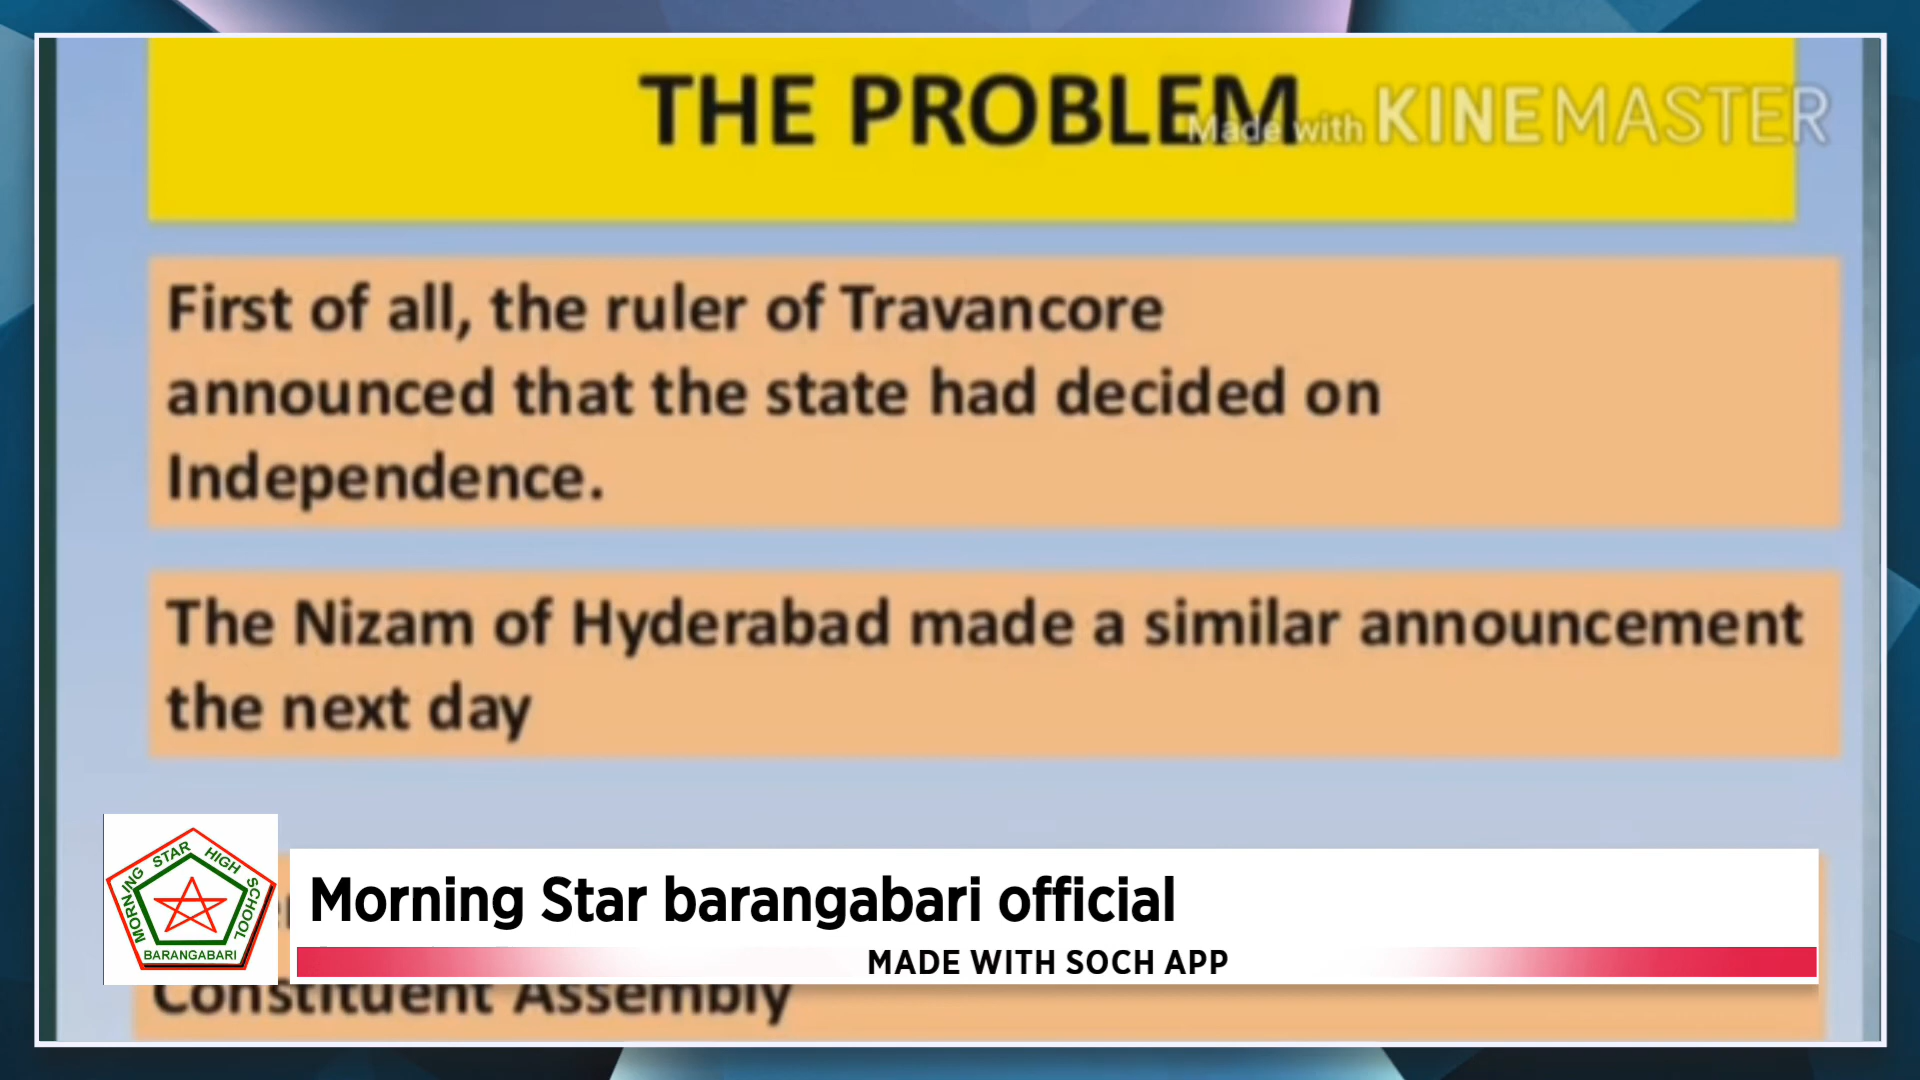 THE PROBLEM
Made with KINEMASTER
First of all, the ruler of Travancore
announced that the state had decided on
Independence.
The Nizam of Hyderabad made a similar announcement
the next day
MORNING STAR HIGH SCHOOL
BARANGABARI
Morning Star barangabari official
MADE WITH SOCH APP
Constituent Assembly